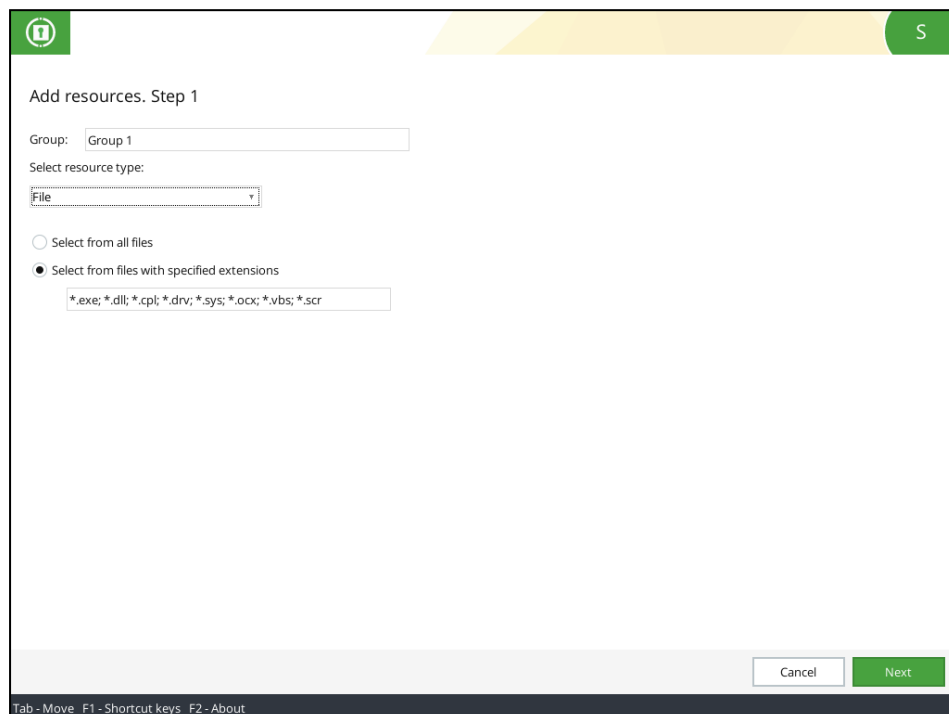 S
Add resources. Step 1
Group: Group 1
Select resource type:
File
Select from all files
Select from files with specified extensions
*.exe; *.dll; *.cpl; *.drv; *.sys; *.ocx; *.vbs; *.scr
Cancel Next
Tab - Move F1 - Shortcut keys F2 - About